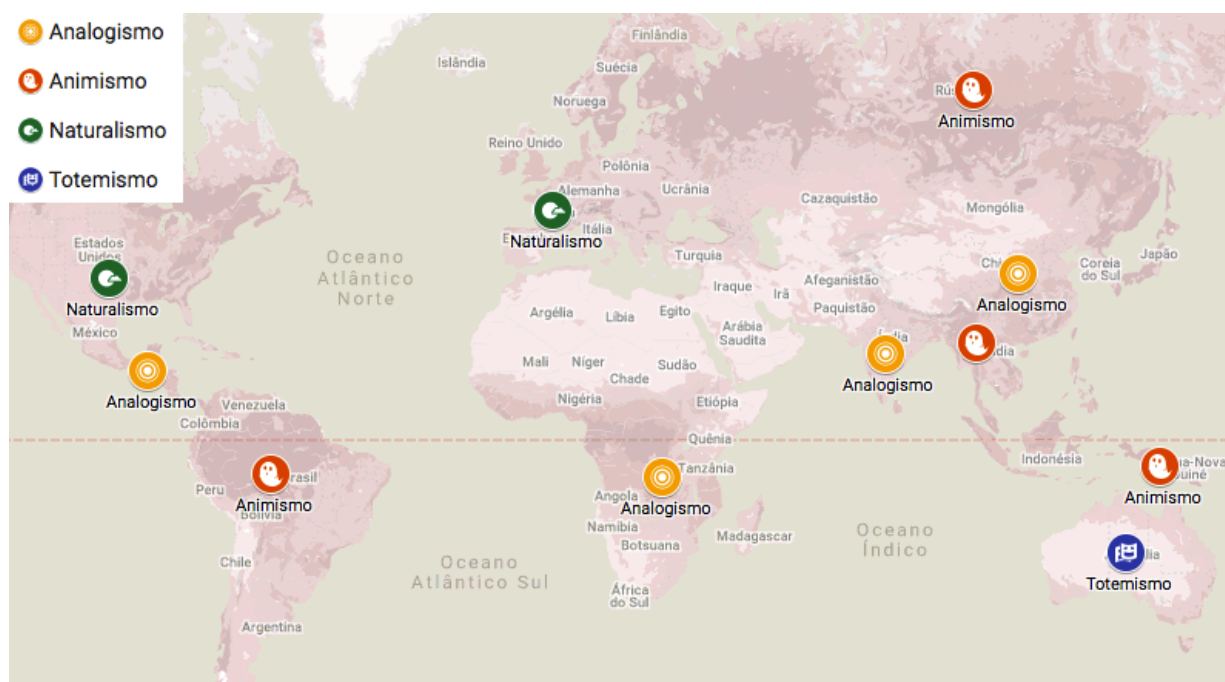 Analogismo
Animismo
Naturalismo
Totemismo
Finlândia
Islândia
Suécia
Noruega
Animismo
Reino Unido
Polônia
Alemanha
Ucrânia
Cazaquistão
Mongólia
Itália
Naturalismo
Estados
Unidos
Oceano
Atlântico
Norte
Turquia
Coreia
do Sul
Japão
Naturalismo
Iraque
Irã
Afeganistão
Paquistão
Analogismo
México
Argélia
Líbia
Egito
Arábia
Saudita
Mali
Níger
Sudão
Chade
Analogismo
Analogismo
Venezuela
Nigéria
Etiópia
Colômbia
Quênia
Indonésia
Tanzânia
Peru
Animismo
Bolívia
Angola
Analogismo
Animismo
Namíbia
Botsuana
Madagascar
Oceano
Índico
Chile
Oceano
Atlântico Sul
África
do Sul
Totemismo
Argentina